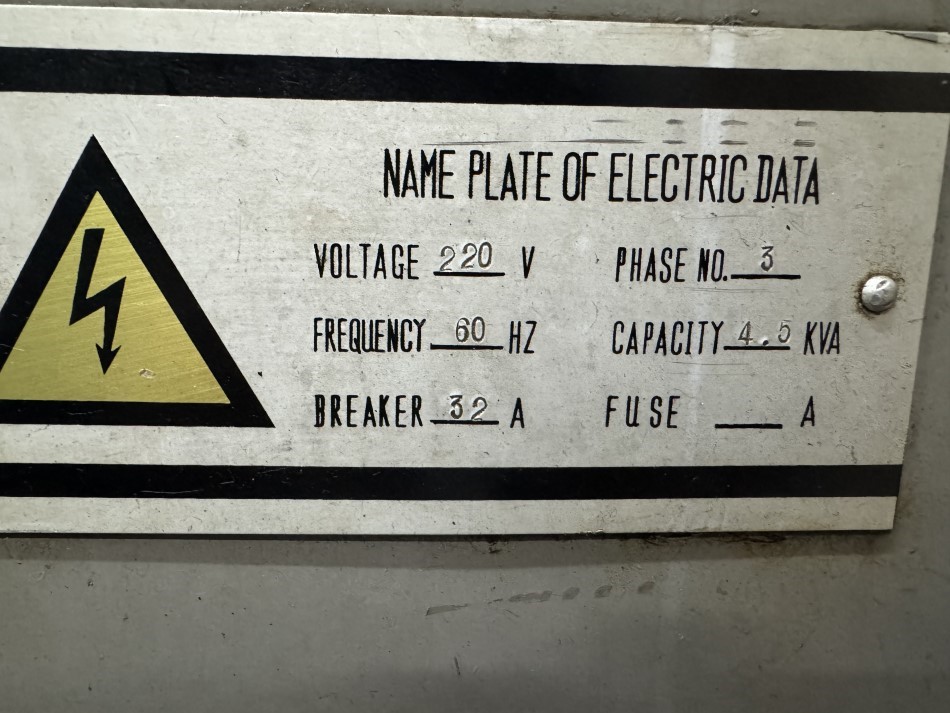 NAME PLATE OF ELECTRIC DATA
VOLTAGE 220 V PHASE NO. 3
FREQUENCY 60 HZ CAPACITY 4.5 KVA
BREAKER 32 A FUSE ___ A